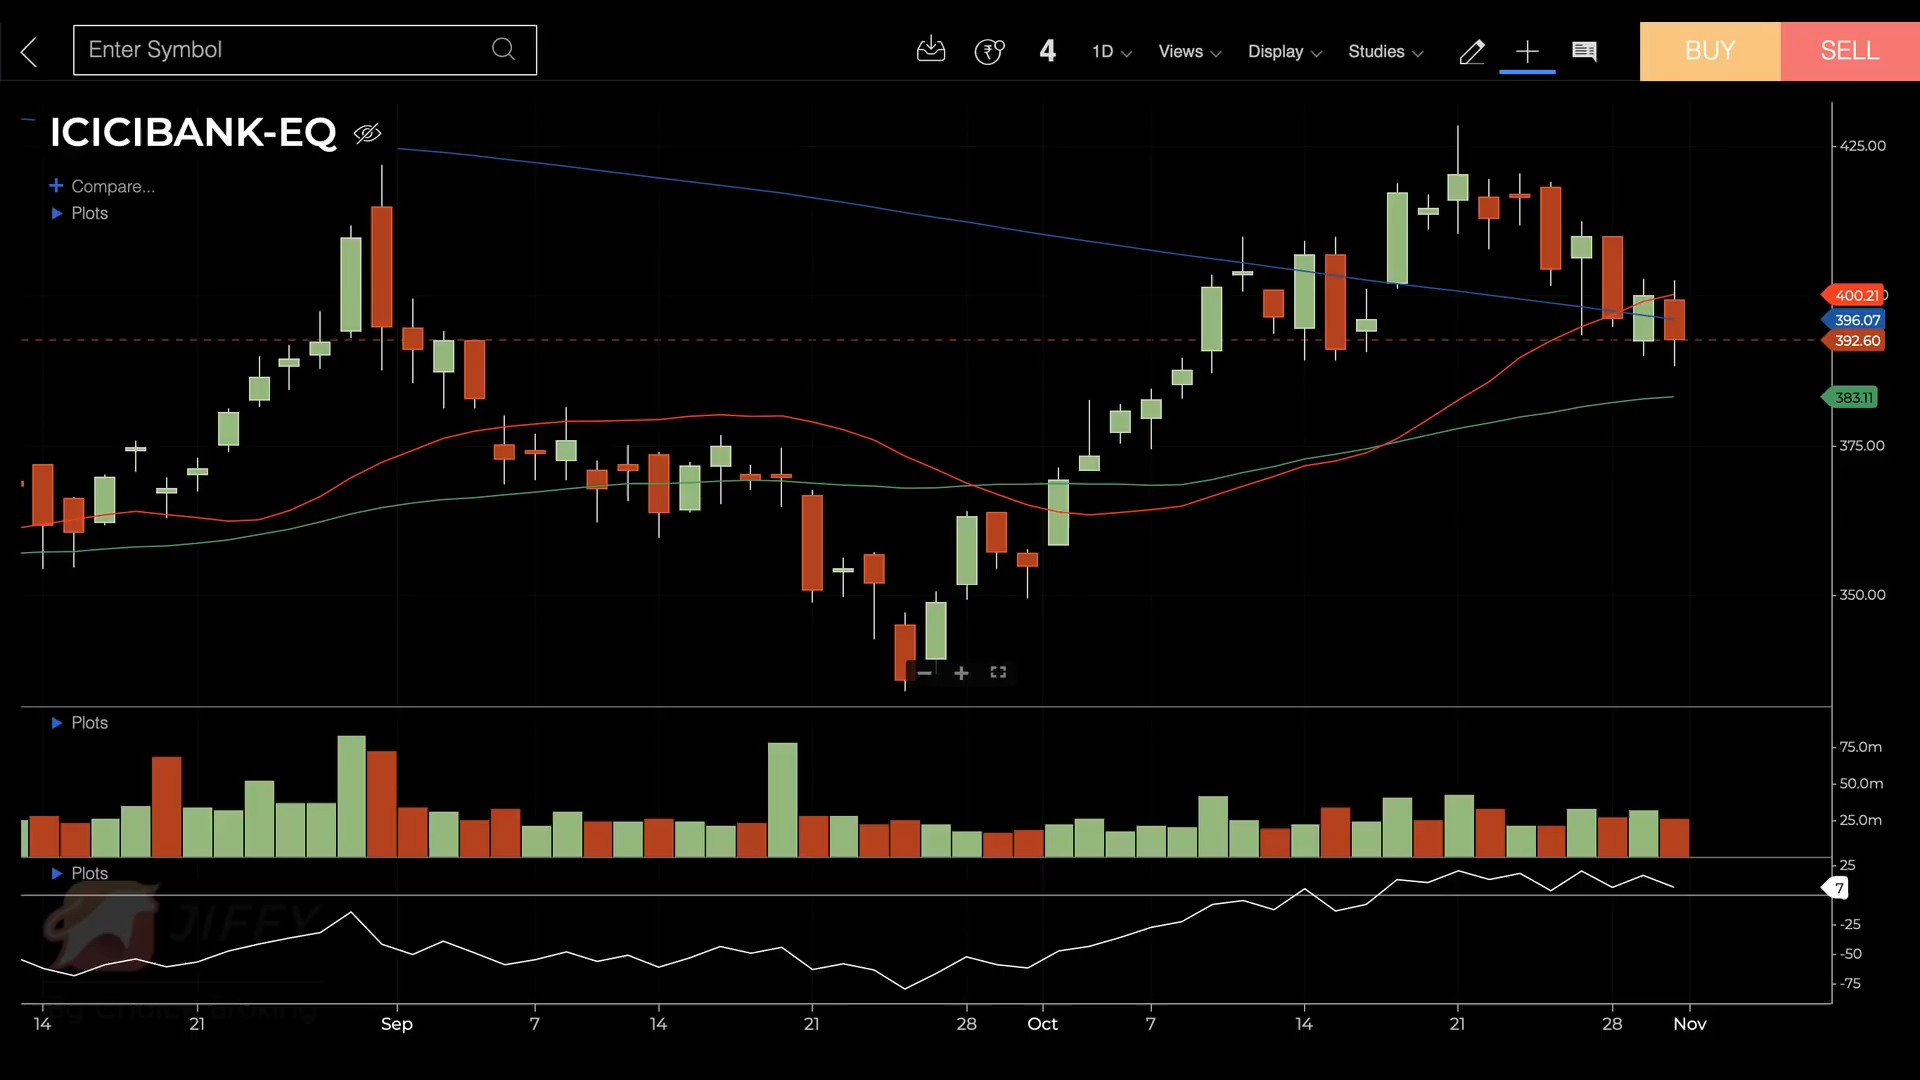 Enter Symbol
4 1D Views Display Studies BUY SELL
ICICIBANK-EQ
Compare...
Plots
425.00
400.21
396.07
392.60
383.11
375.00
350.00
Plots
75.0m
50.0m
25.0m
Plots
25
7
-25
-50
-75
JIFFY
14 21 Sep 7 14 21 28 Oct 7 14 21 28 Nov